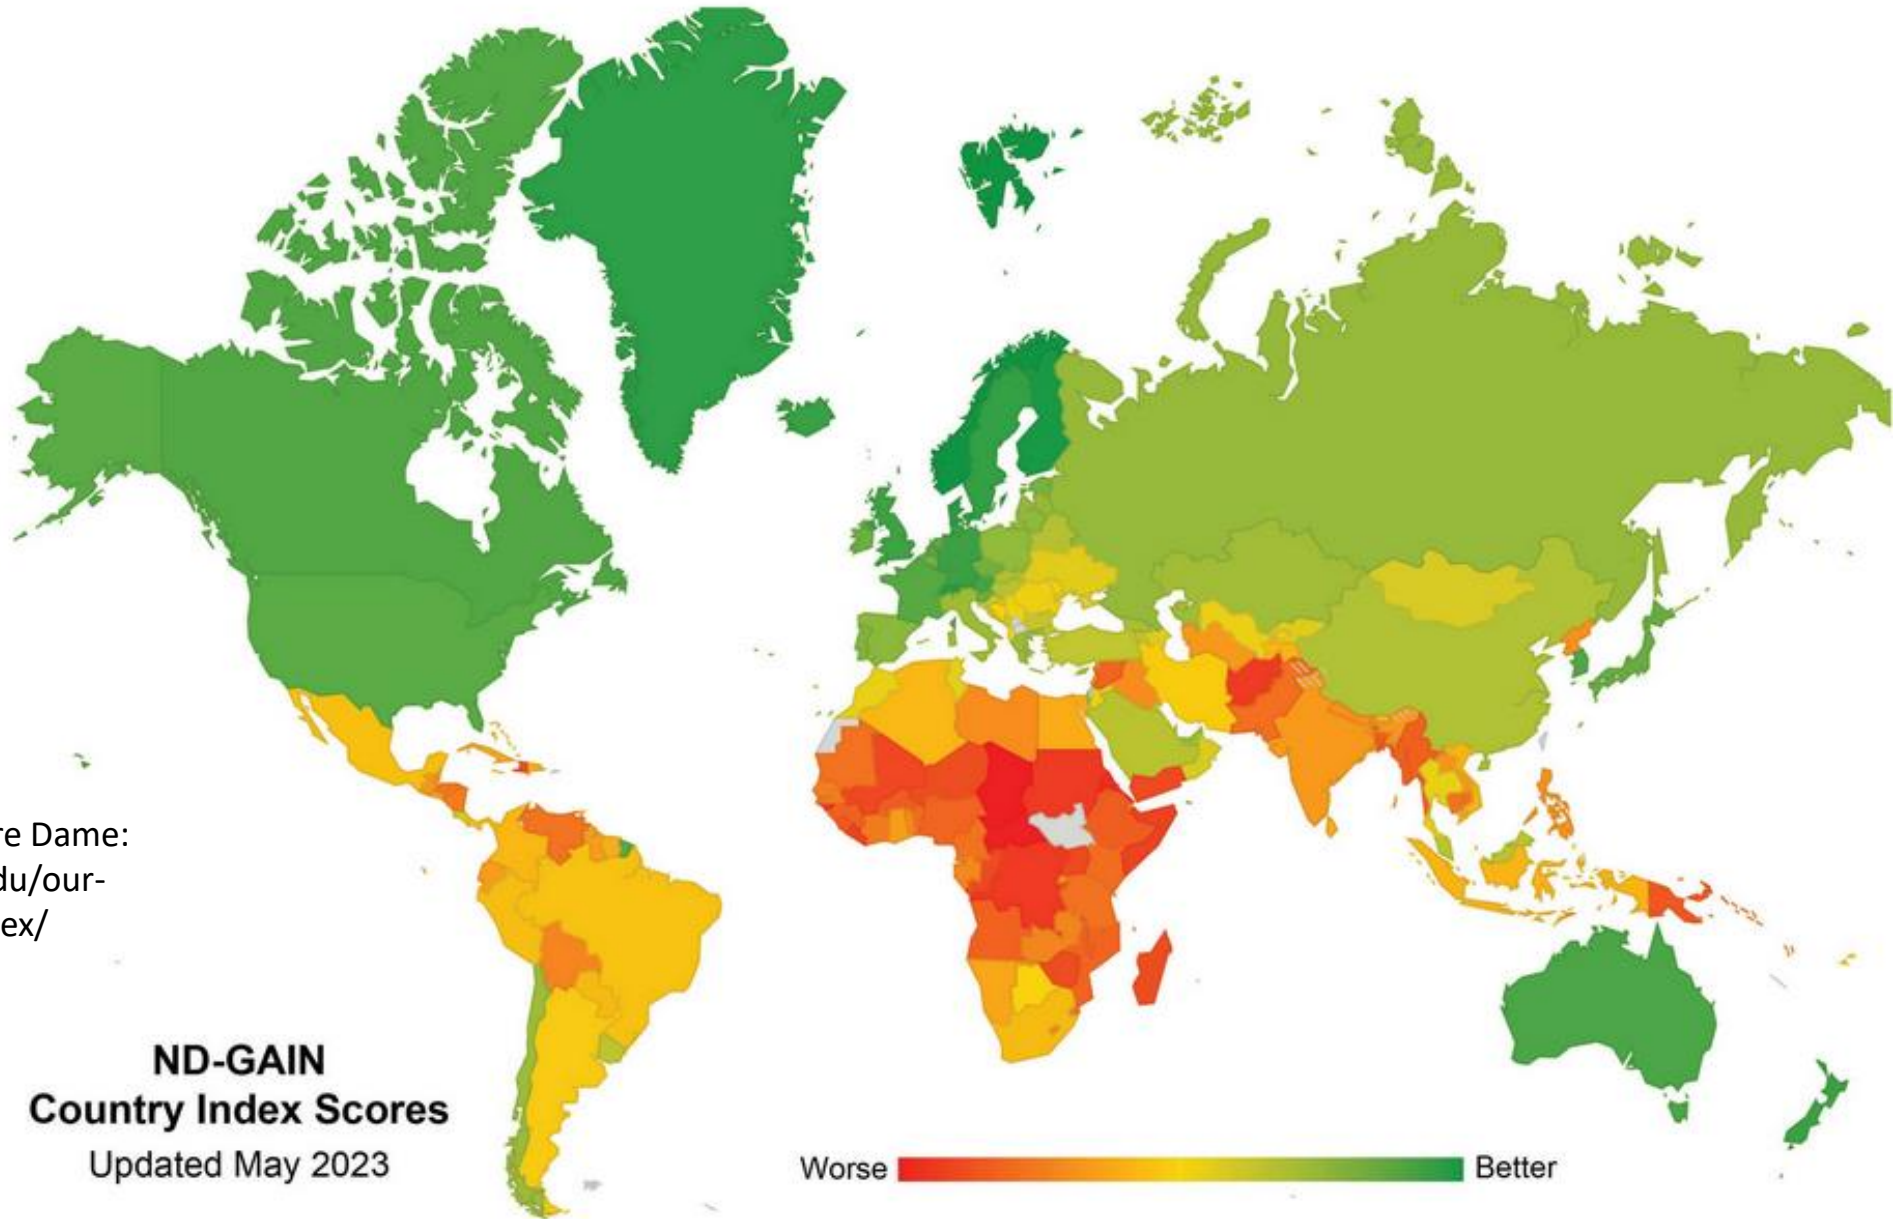 re Dame:
du/our-
ex/
ND-GAIN
Country Index Scores
Updated May 2023
Worse
Better